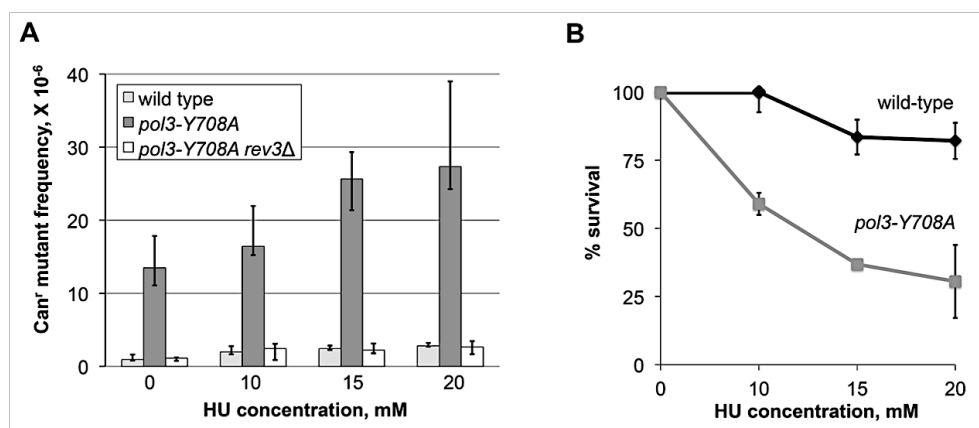 A
Canʳ mutant frequency, X 10⁻⁶
40
30
20
10
0
wild type
pol3-Y708A
pol3-Y708A rev3Δ
0 10 15 20
HU concentration, mM
B
% survival
100
75
50
25
0
wild-type
pol3-Y708A
0 10 15 20
HU concentration, mM